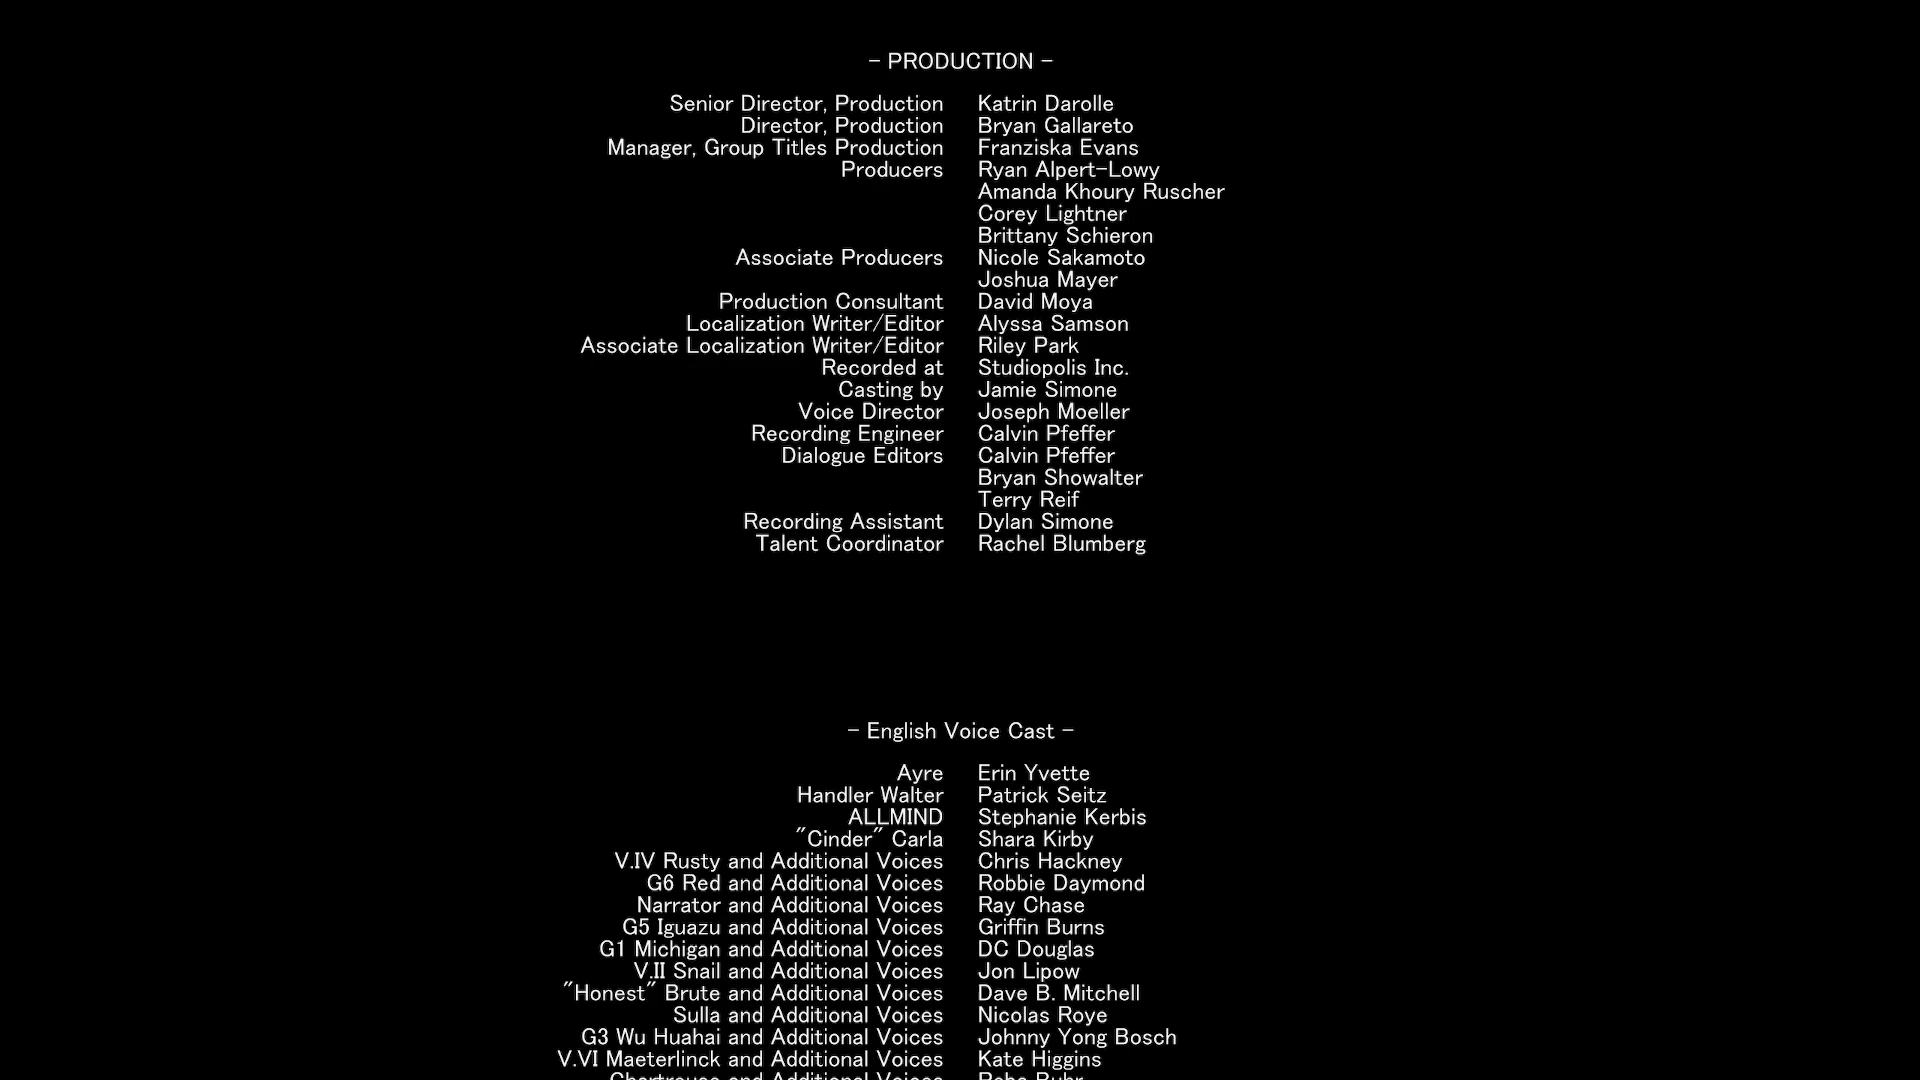 - PRODUCTION -
Senior Director, Production Katrin Darolle
Director, Production Bryan Gallareto
Manager, Group Titles Production Franziska Evans
Producers Ryan Alpert-Lowy
Amanda Khoury Ruscher
Corey Lightner
Brittany Schieron
Associate Producers Nicole Sakamoto
Joshua Mayer
Production Consultant David Moya
Localization Writer/Editor Alyssa Samson
Associate Localization Writer/Editor Riley Park
Recorded at Studiopolis Inc.
Casting by Jamie Simone
Voice Director Joseph Moeller
Recording Engineer Calvin Pfeffer
Dialogue Editors Calvin Pfeffer
Bryan Showalter
Terry Reif
Recording Assistant Dylan Simone
Talent Coordinator Rachel Blumberg
- English Voice Cast -
Ayre Erin Yvette
Handler Walter Patrick Seitz
ALLMIND Stephanie Kerbis
"Cinder" Carla Shara Kirby
V.IV Rusty and Additional Voices Chris Hackney
G6 Red and Additional Voices Robbie Daymond
Narrator and Additional Voices Ray Chase
G5 Iguazu and Additional Voices Griffin Burns
G1 Michigan and Additional Voices DC Douglas
V.II Snail and Additional Voices Jon Lipow
"Honest" Brute and Additional Voices Dave B. Mitchell
Sulla and Additional Voices Nicolas Roye
G3 Wu Huahai and Additional Voices Johnny Yong Bosch
V.VI Maeterlinck and Additional Voices Kate Higgins
and Additional Voices